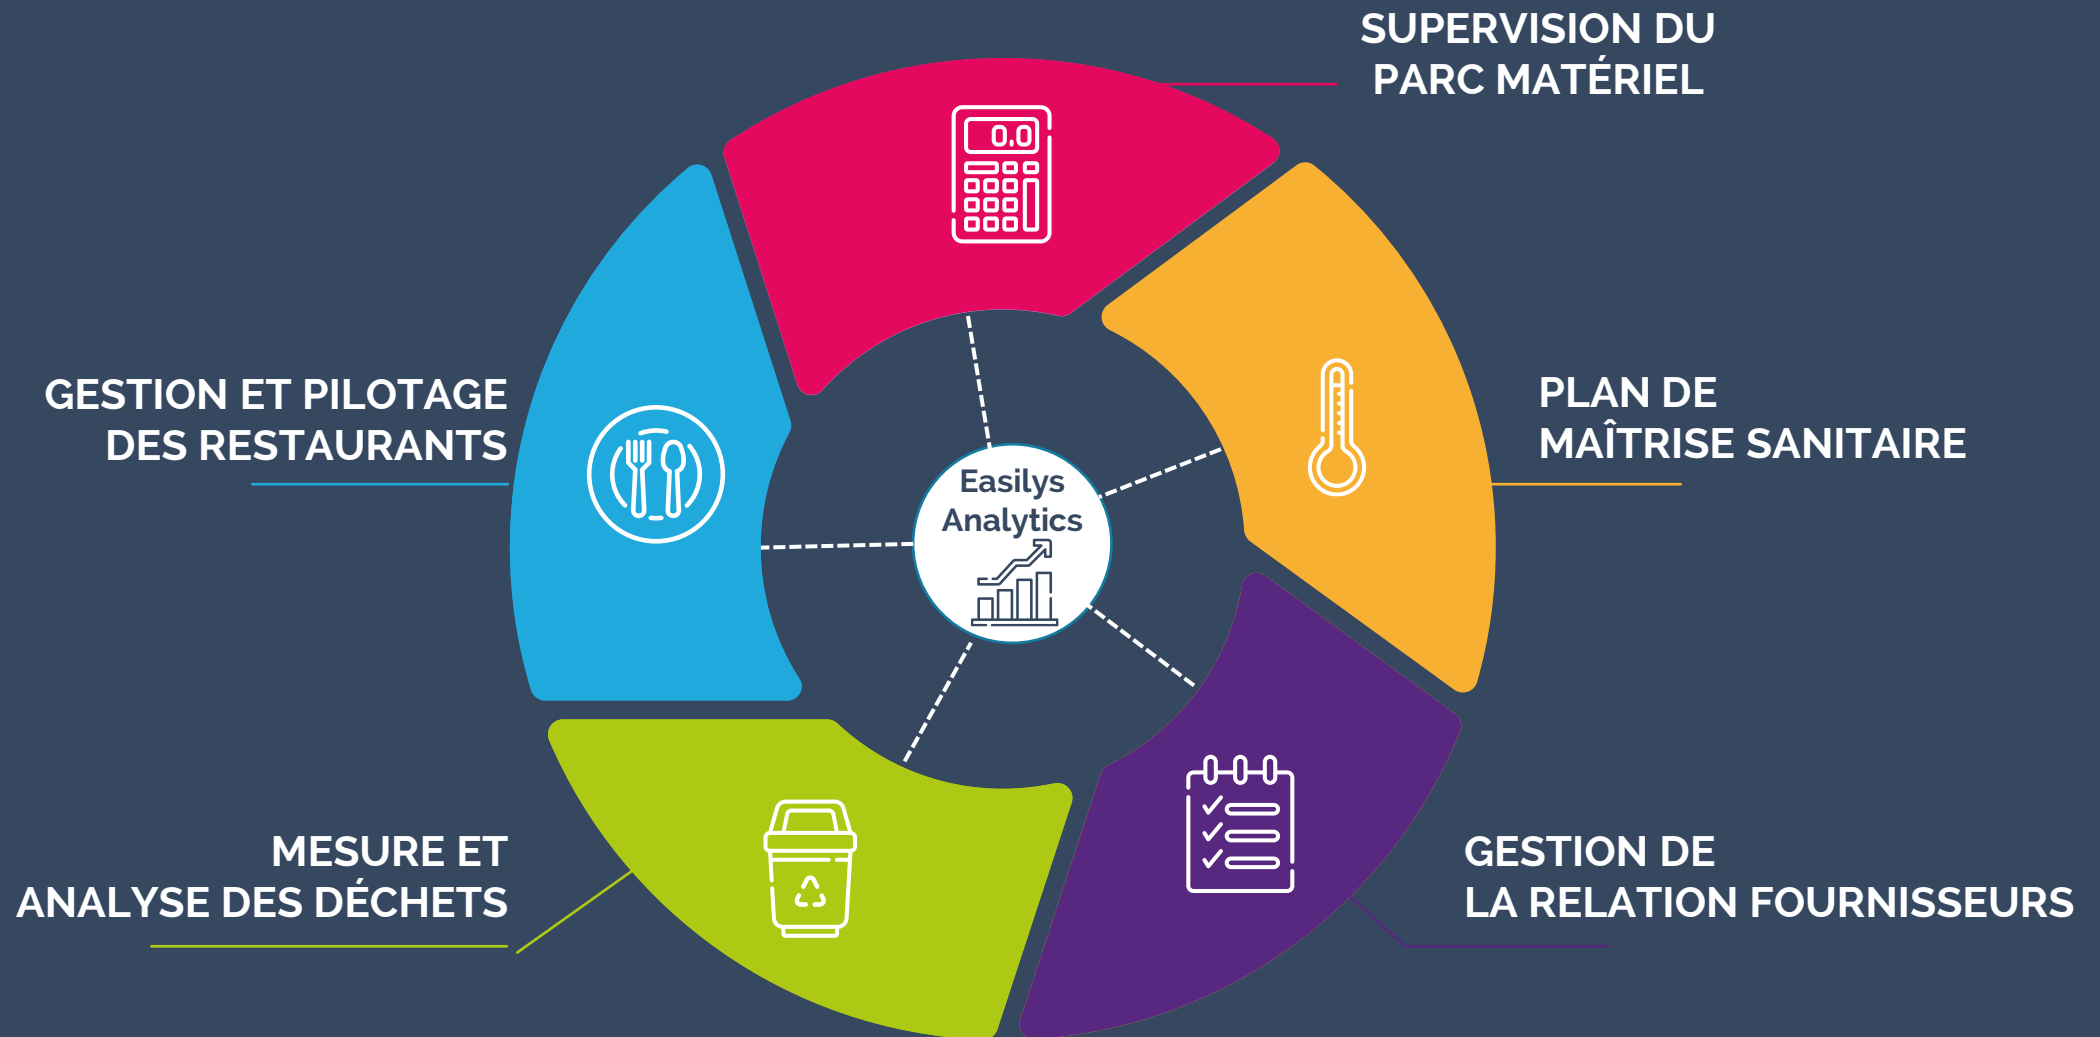 SUPERVISION DU
PARC MATÉRIEL
0.0
GESTION ET PILOTAGE
DES RESTAURANTS
PLAN DE
MAÎTRISE SANITAIRE
Easilys
Analytics
MESURE ET
ANALYSE DES DÉCHETS
GESTION DE
LA RELATION FOURNISSEURS